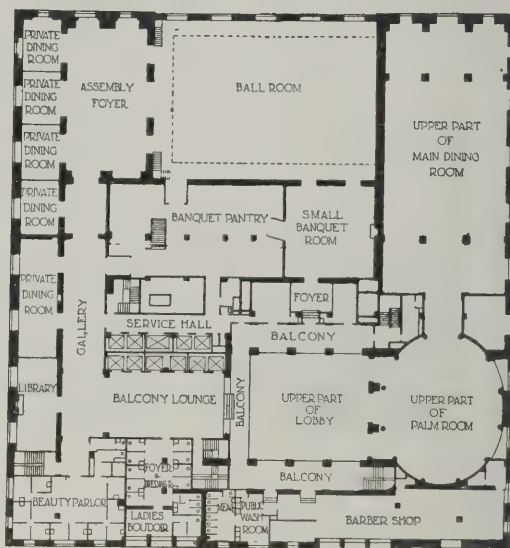 PRIVATE
DINING
ROOM
PRIVATE
DINING
ROOM
PRIVATE
DINING
ROOM
PRIVATE
DINING
ROOM
PRIVATE
DINING
ROOM
LIBRARY
ASSEMBLY
FOYER
BALL ROOM
UPPER PART
OF
MAIN DINING
ROOM
BANQUET PANTRY
SMALL
BANQUET
ROOM
GALLERY
SERVICE HALL
FOYER
BALCONY
BALCONY LOUNGE
BALCONY
UPPER PART
OF
LOBBY
UPPER PART
OF
PALM ROOM
BALCONY
BEAUTY PARLOR
FOYER
&
LADIES
BOUDOIR
MEN
PUBLIC
WASH
ROOM
BARBER SHOP